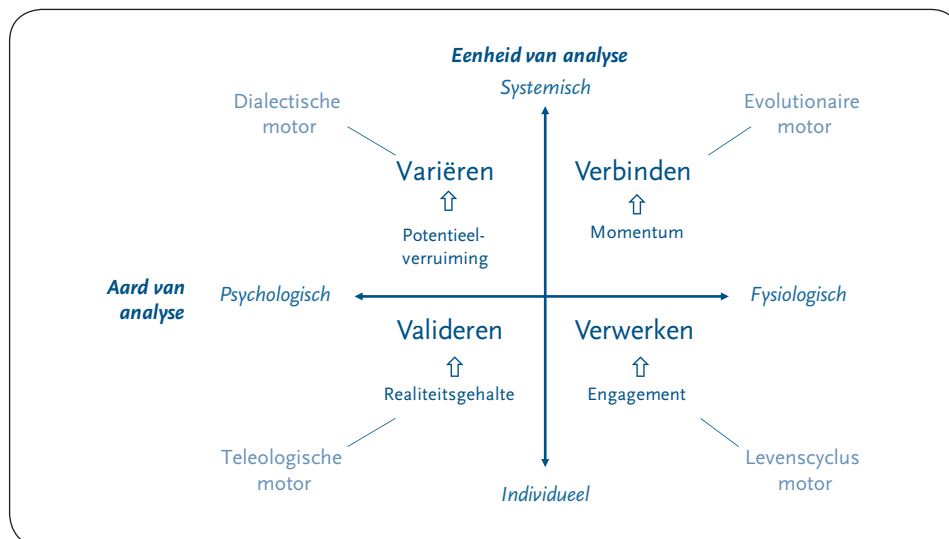 Eenheid van analyse
Systemisch
Dialectische
motor
Evolutionaire
motor
Variëren
Verbinden
Potentieel-
verruiming
Momentum
Aard van
analyse
Psychologisch
Fysiologisch
Valideren
Verwerken
Realiteitsgehalte
Engagement
Teleologische
motor
Levenscyclus
motor
Individueel